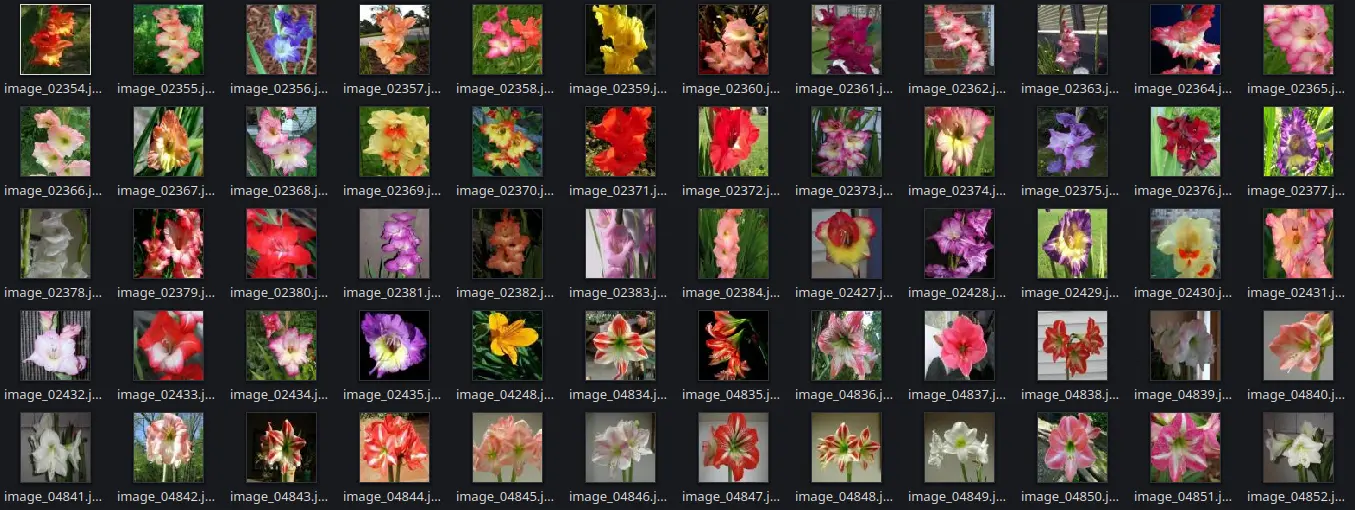 image_02354.j... image_02355.j... image_02356.j... image_02357.j... image_02358.j... image_02359.j... image_02360.j... image_02361.j... image_02362.j... image_02363.j... image_02364.j... image_02365.j...
image_02366.j... image_02367.j... image_02368.j... image_02369.j... image_02370.j... image_02371.j... image_02372.j... image_02373.j... image_02374.j... image_02375.j... image_02376.j... image_02377.j...
image_02378.j... image_02379.j... image_02380.j... image_02381.j... image_02382.j... image_02383.j... image_02384.j... image_02427.j... image_02428.j... image_02429.j... image_02430.j... image_02431.j...
image_02432.j... image_02433.j... image_02434.j... image_02435.j... image_04248.j... image_04834.j... image_04835.j... image_04836.j... image_04837.j... image_04838.j... image_04839.j... image_04840.j...
image_04841.j... image_04842.j... image_04843.j... image_04844.j... image_04845.j... image_04846.j... image_04847.j... image_04848.j... image_04849.j... image_04850.j... image_04851.j... image_04852.j...